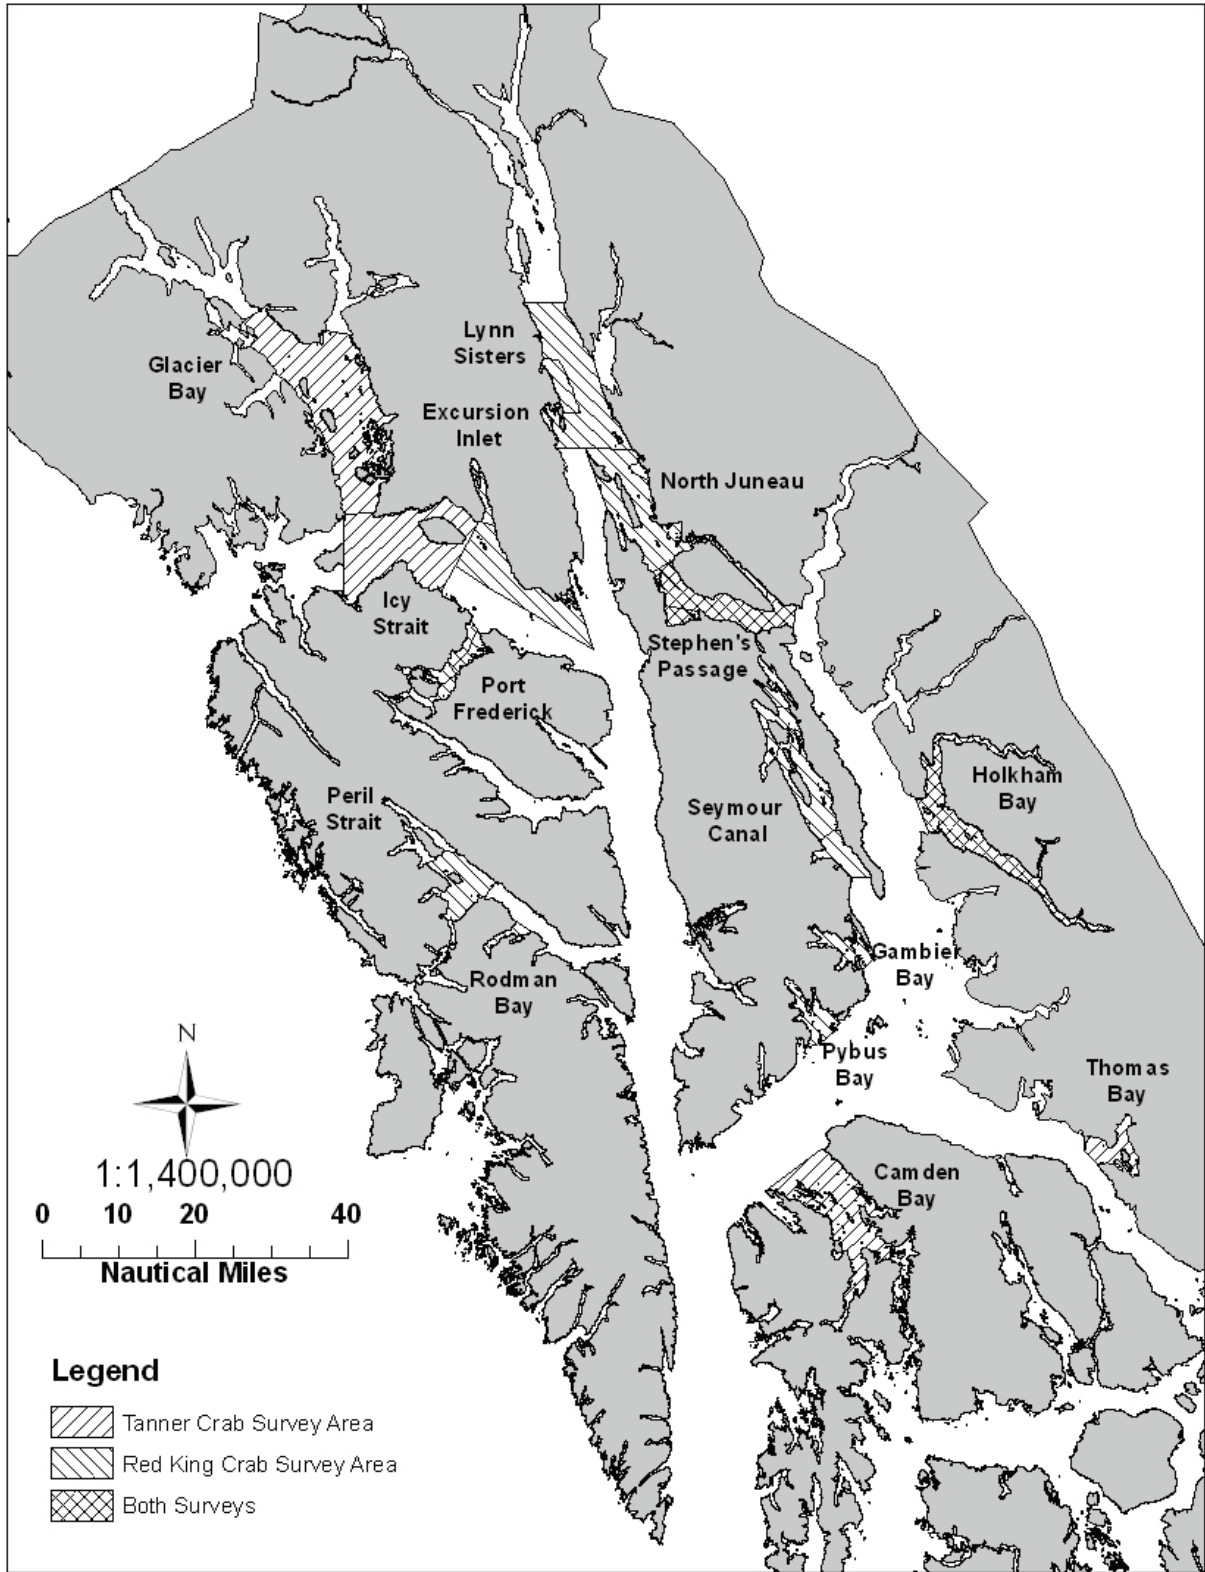 Lynn
Sisters
Glacier
Bay
Excursion
Inlet
North Juneau
Icy
Strait
Stephen's
Passage
Port
Frederick
Holkham
Bay
Peril
Strait
Seymour
Canal
Gambier
Bay
Rodman
Bay
Pybus
Bay
Thomas
Bay
Camden
Bay
N
1:1,400,000
0 10 20 40
Nautical Miles
Legend
Tanner Crab Survey Area
Red King Crab Survey Area
Both Surveys